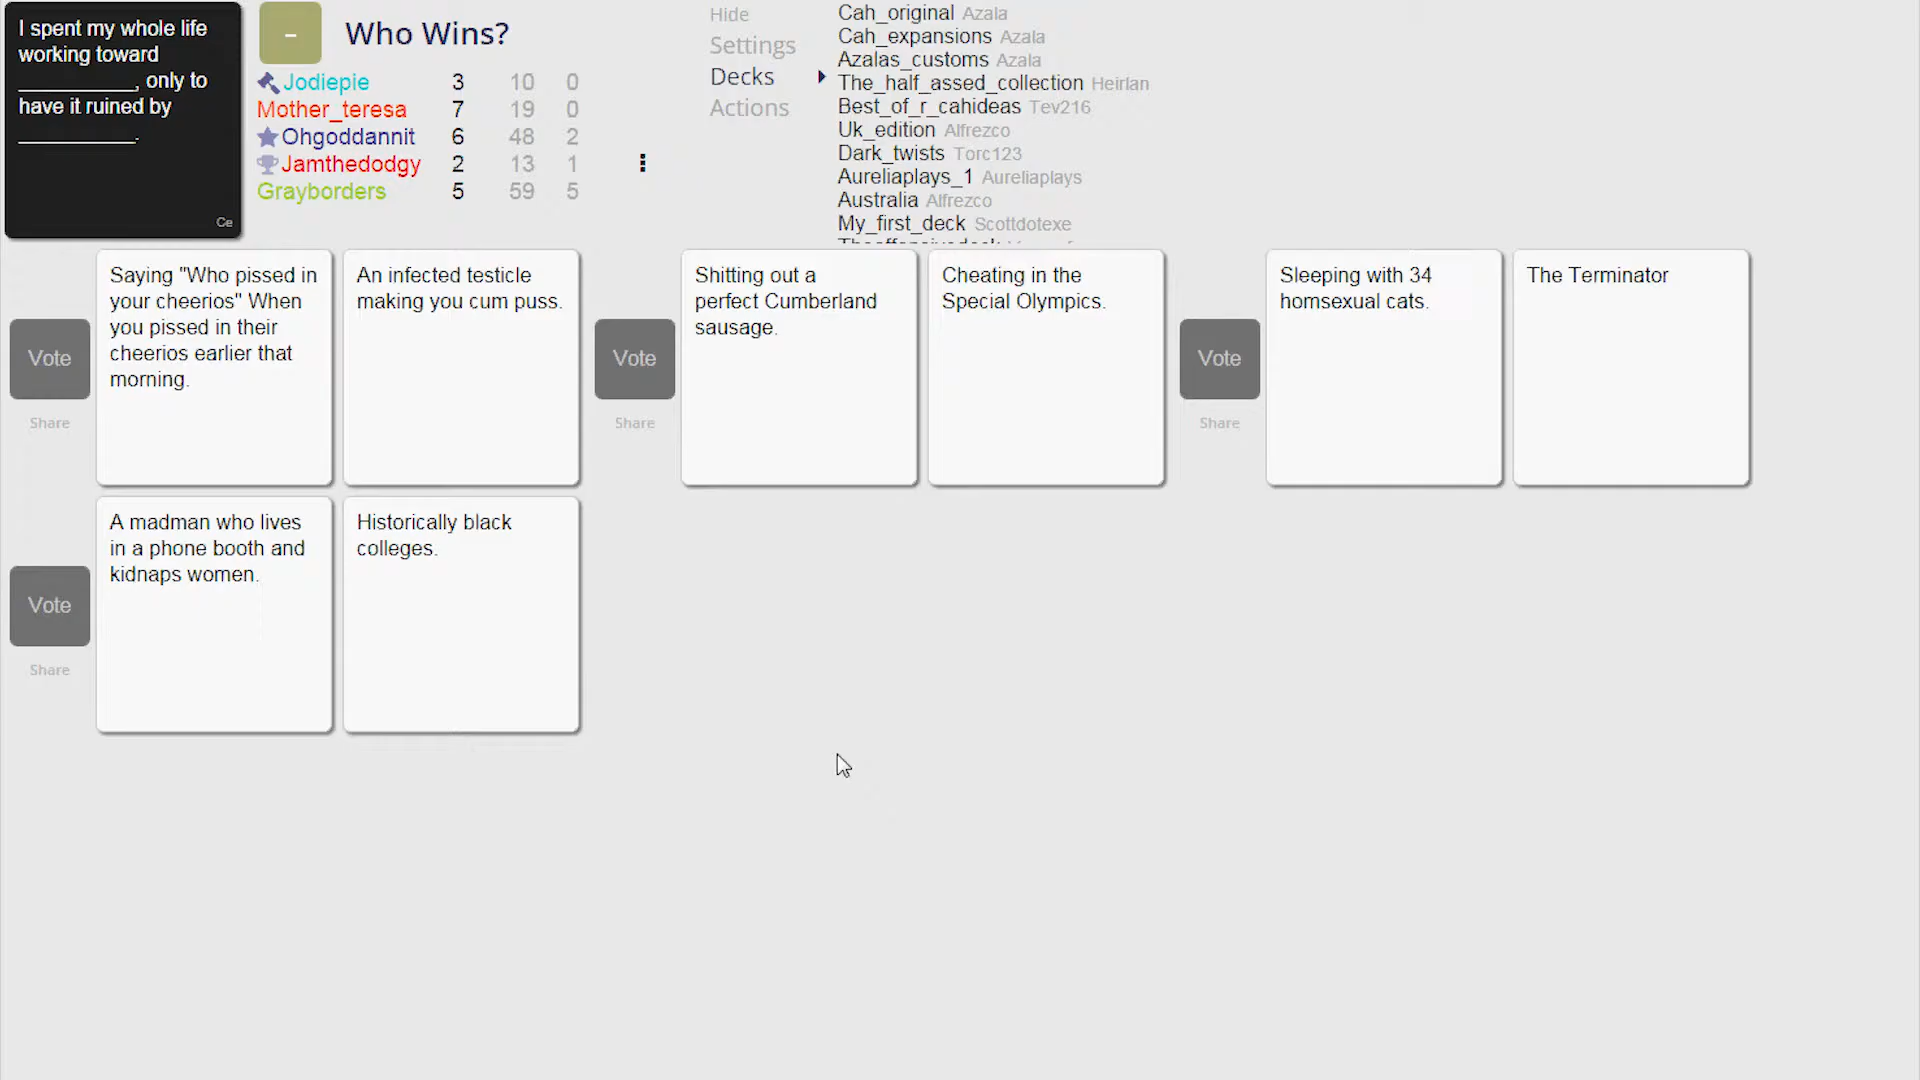 I spent my whole life
working toward
__________, only to
have it ruined by
__________.
Ce
-
Who Wins?
Jodiepie 3 10 0
Mother_teresa 7 19 0
Ohgoddannit 6 48 2
Jamthedodgy 2 13 1
Grayborders 5 59 5
Hide
Settings
Decks
Actions
Cah_original Azala
Cah_expansions Azala
Azalas_customs Azala
The_half_assed_collection Heirlan
Best_of_r_cahideas Tev216
Uk_edition Alfrezco
Dark_twists Torc123
Aureliaplays_1 Aureliaplays
Australia Alfrezco
My_first_deck Scottdotexe
Vote
Share
Saying "Who pissed in
your cheerios" When
you pissed in their
cheerios earlier that
morning.
An infected testicle
making you cum puss.
Vote
Share
Shitting out a
perfect Cumberland
sausage.
Cheating in the
Special Olympics.
Vote
Share
Sleeping with 34
homsexual cats.
The Terminator
Vote
Share
A madman who lives
in a phone booth and
kidnaps women.
Historically black
colleges.